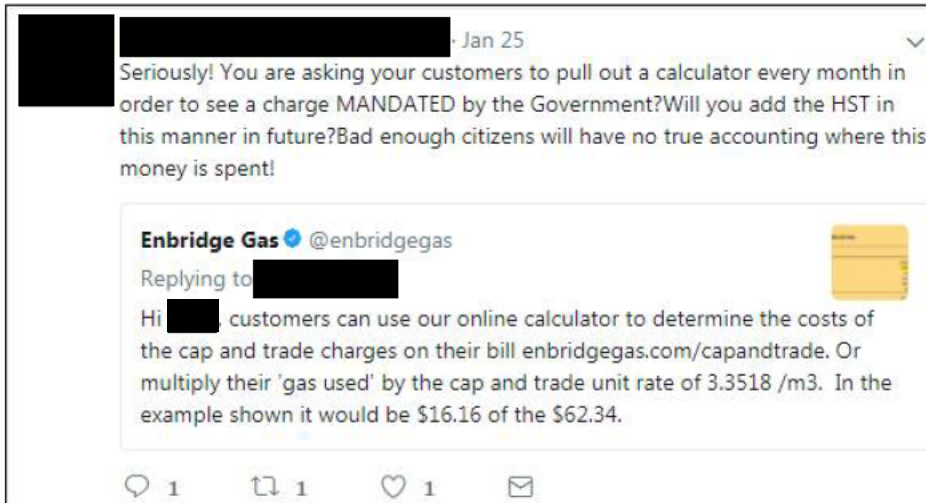 · Jan 25
Seriously! You are asking your customers to pull out a calculator every month in
order to see a charge MANDATED by the Government?Will you add the HST in
this manner in future?Bad enough citizens will have no true accounting where this
money is spent!
Enbridge Gas @enbridgegas
Replying to
Hi , customers can use our online calculator to determine the costs of
the cap and trade charges on their bill enbridgegas.com/capandtrade. Or
multiply their 'gas used' by the cap and trade unit rate of 3.3518 /m3. In the
example shown it would be $16.16 of the $62.34.
1 1 1